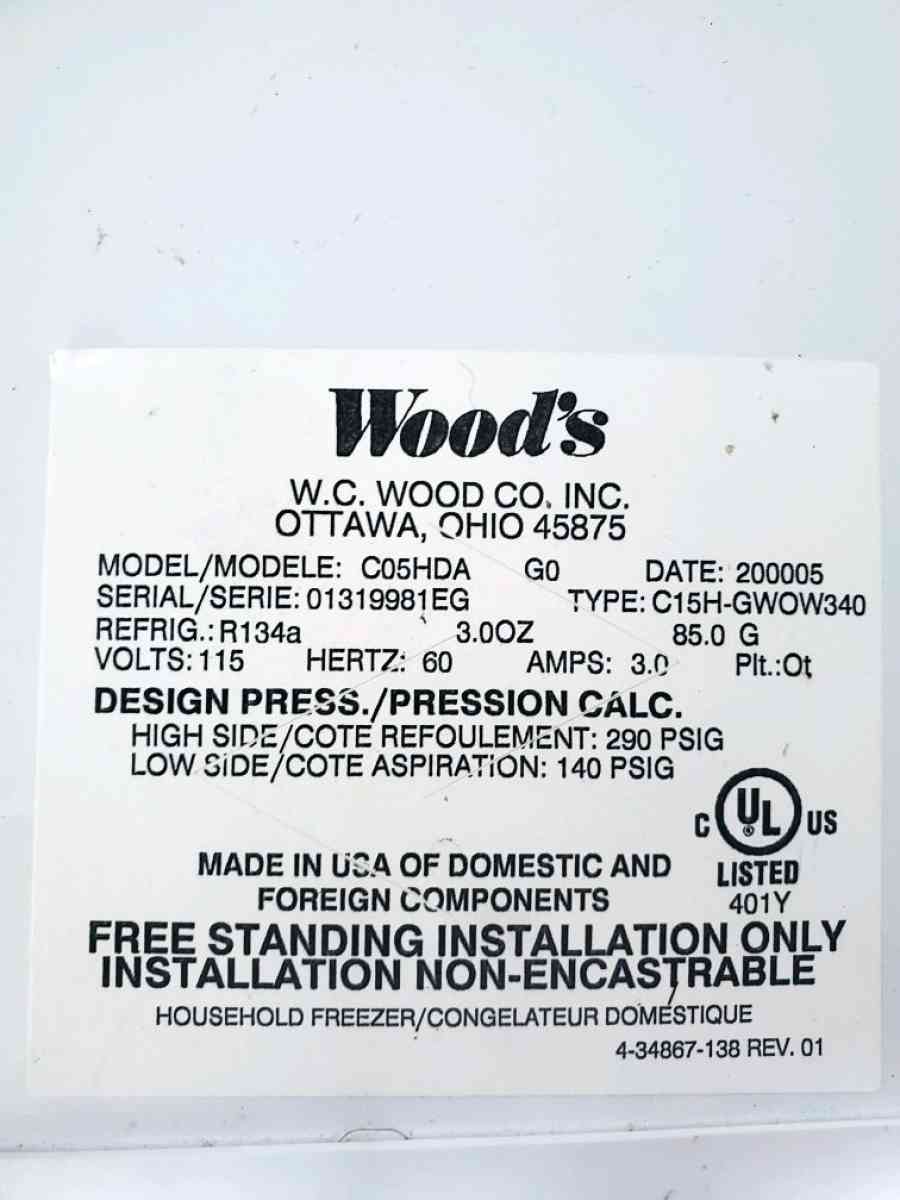 Wood's
W.C. WOOD CO. INC.
OTTAWA, OHIO 45875
MODEL/MODELE: C05HDA G0 DATE: 200005
SERIAL/SERIE: 01319981EG TYPE: C15H-GWOW340
REFRIG.: R134a 3.0OZ 85.0 G
VOLTS: 115 HERTZ: 60 AMPS: 3.0 Plt.:Ot
DESIGN PRESS./PRESSION CALC.
HIGH SIDE/COTE REFOULEMENT: 290 PSIG
LOW SIDE/COTE ASPIRATION: 140 PSIG
C UL ® US
LISTED
401Y
MADE IN USA OF DOMESTIC AND
FOREIGN COMPONENTS
FREE STANDING INSTALLATION ONLY
INSTALLATION NON-ENCASTRABLE
HOUSEHOLD FREEZER/CONGELATEUR DOMESTIQUE
4-34867-138 REV. 01